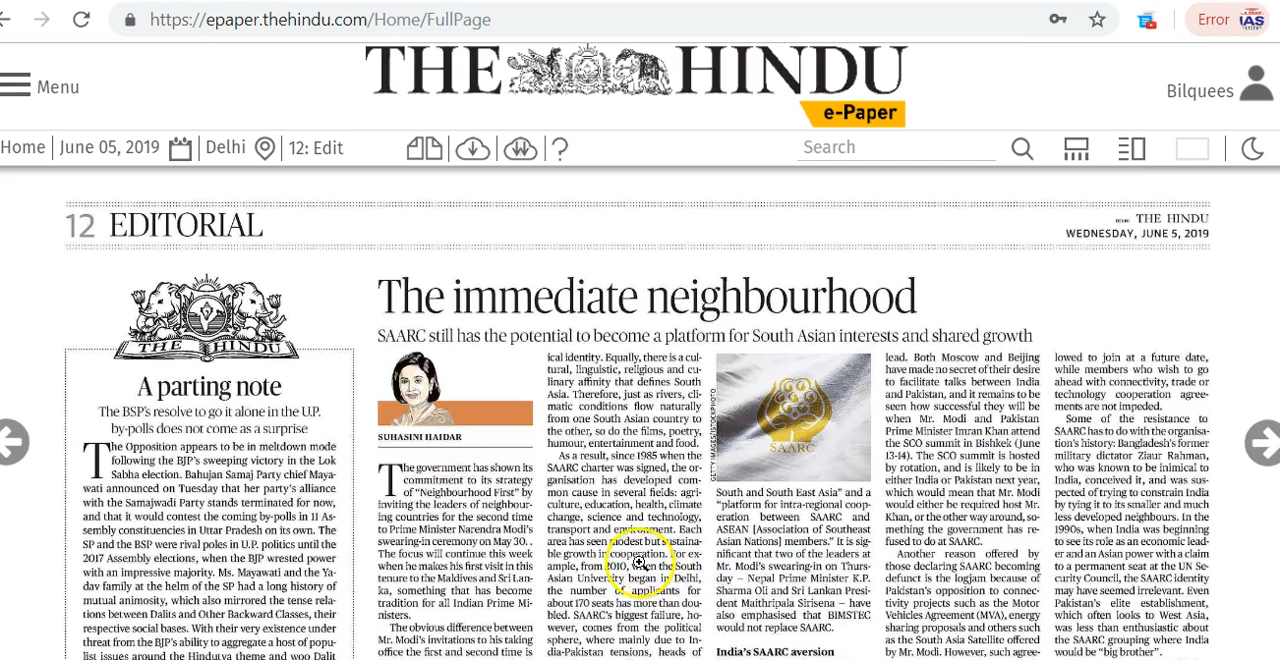 https://epaper.thehindu.com/Home/FullPage
Error
IAS
Menu
THE HINDU
e-Paper
Bilquees
Home
June 05, 2019
Delhi
12: Edit
?
Search
12 EDITORIAL
THE HINDU
WEDNESDAY, JUNE 5, 2019
THE HINDU
A parting note
The BSP's resolve to go it alone in the U.P.
by-polls does not come as a surprise
The Opposition appears to be in meltdown mode
following the BJP's sweeping victory in the Lok
Sabha election. Bahujan Samaj Party chief Maya-
wati announced on Tuesday that her party's alliance
with the Samajwadi Party stands terminated for now,
and that it would contest the coming by-polls in 11 As-
sembly constituencies in Uttar Pradesh on its own. The
SP and the BSP were rival poles in U.P. politics until the
2017 Assembly elections, when the BJP wrested power
with an impressive majority. Ms. Mayawati and the Ya-
dav family at the helm of the SP had a long history of
mutual animosity, which also mirrored the tense rela-
tions between Dalits and Other Backward Classes, their
respective social bases. With their very existence under
threat from the BJP's ability to aggregate a host of popu-
list issues around the Hindutva theme and woo Dalit
The immediate neighbourhood
SAARC still has the potential to become a platform for South Asian interests and shared growth
SUHASINI HAIDAR
The government has shown its
commitment to its strategy
of "Neighbourhood First" by
inviting the leaders of neighbour-
ing countries for the second time
to Prime Minister Narendra Modi's
swearing-in ceremony on May 30. .
The focus will continue this week
when he makes his first visit in this
tenure to the Maldives and Sri Lan-
ka, something that has become
tradition for all Indian Prime Mi-
nisters.
The obvious difference between
Mr. Modi's invitations to his taking
office the first and second time is
ical identity. Equally, there is a cul-
tural, linguistic, religious and cu-
linary affinity that defines South
Asia. Therefore, just as rivers, cli-
matic conditions flow naturally
from one South Asian country to
the other, so do the films, poetry,
humour, entertainment and food.
As a result, since 1985 when the
SAARC charter was signed, the or-
ganisation has developed com-
mon cause in several fields: agri-
culture, education, health, climate
change, science and technology,
transport and environment. Each
area has seen modest but sustaina-
ble growth in cooperation. For ex-
ample, from 2010, when the South
Asian University began in Delhi,
the number of applicants for
about 170 seats has more than dou-
bled. SAARC's biggest failure, ho-
wever, comes from the political
sphere, where mainly due to In-
dia-Pakistan tensions, heads of
GETTY IMAGES/ISTOCKPHOTO
SAARC
South and South East Asia" and a
"platform for intra-regional coop-
eration between SAARC and
ASEAN [Association of Southeast
Asian Nations] members." It is sig-
nificant that two of the leaders at
Mr. Modi's swearing-in on Thurs-
day – Nepal Prime Minister K.P.
Sharma Oli and Sri Lankan Presi-
dent Maithripala Sirisena – have
also emphasised that BIMSTEC
would not replace SAARC.
India's SAARC aversion
lead. Both Moscow and Beijing
have made no secret of their desire
to facilitate talks between India
and Pakistan, and it remains to be
seen how successful they will be
when Mr. Modi and Pakistan
Prime Minister Imran Khan attend
the SCO summit in Bishkek (June
13-14). The SCO summit is hosted
by rotation, and is likely to be in
either India or Pakistan next year,
which would mean that Mr. Modi
would either be required host Mr.
Khan, or the other way around, so-
mething the government has re-
fused to do at SAARC.
Another reason offered by
those declaring SAARC becoming
defunct is the logjam because of
Pakistan's opposition to connec-
tivity projects such as the Motor
Vehicles Agreement (MVA), energy
sharing proposals and others such
as the South Asia Satellite offered
by Mr. Modi. However, such agree-
lowed to join at a future date,
while members who wish to go
ahead with connectivity, trade or
technology cooperation agree-
ments are not impeded.
Some of the resistance to
SAARC has to do with the organisa-
tion's history: Bangladesh's former
military dictator Ziaur Rahman,
who was known to be inimical to
India, conceived it, and was sus-
pected of trying to constrain India
by tying it to its smaller and much
less developed neighbours. In the
1990s, when India was beginning
to see its role as an economic lead-
er and an Asian power with a claim
to a permanent seat at the UN Se-
curity Council, the SAARC identity
may have seemed irrelevant. Even
Pakistan's elite establishment,
which often looks to West Asia,
was less than enthusiastic about
the SAARC grouping where India
would be "big brother".